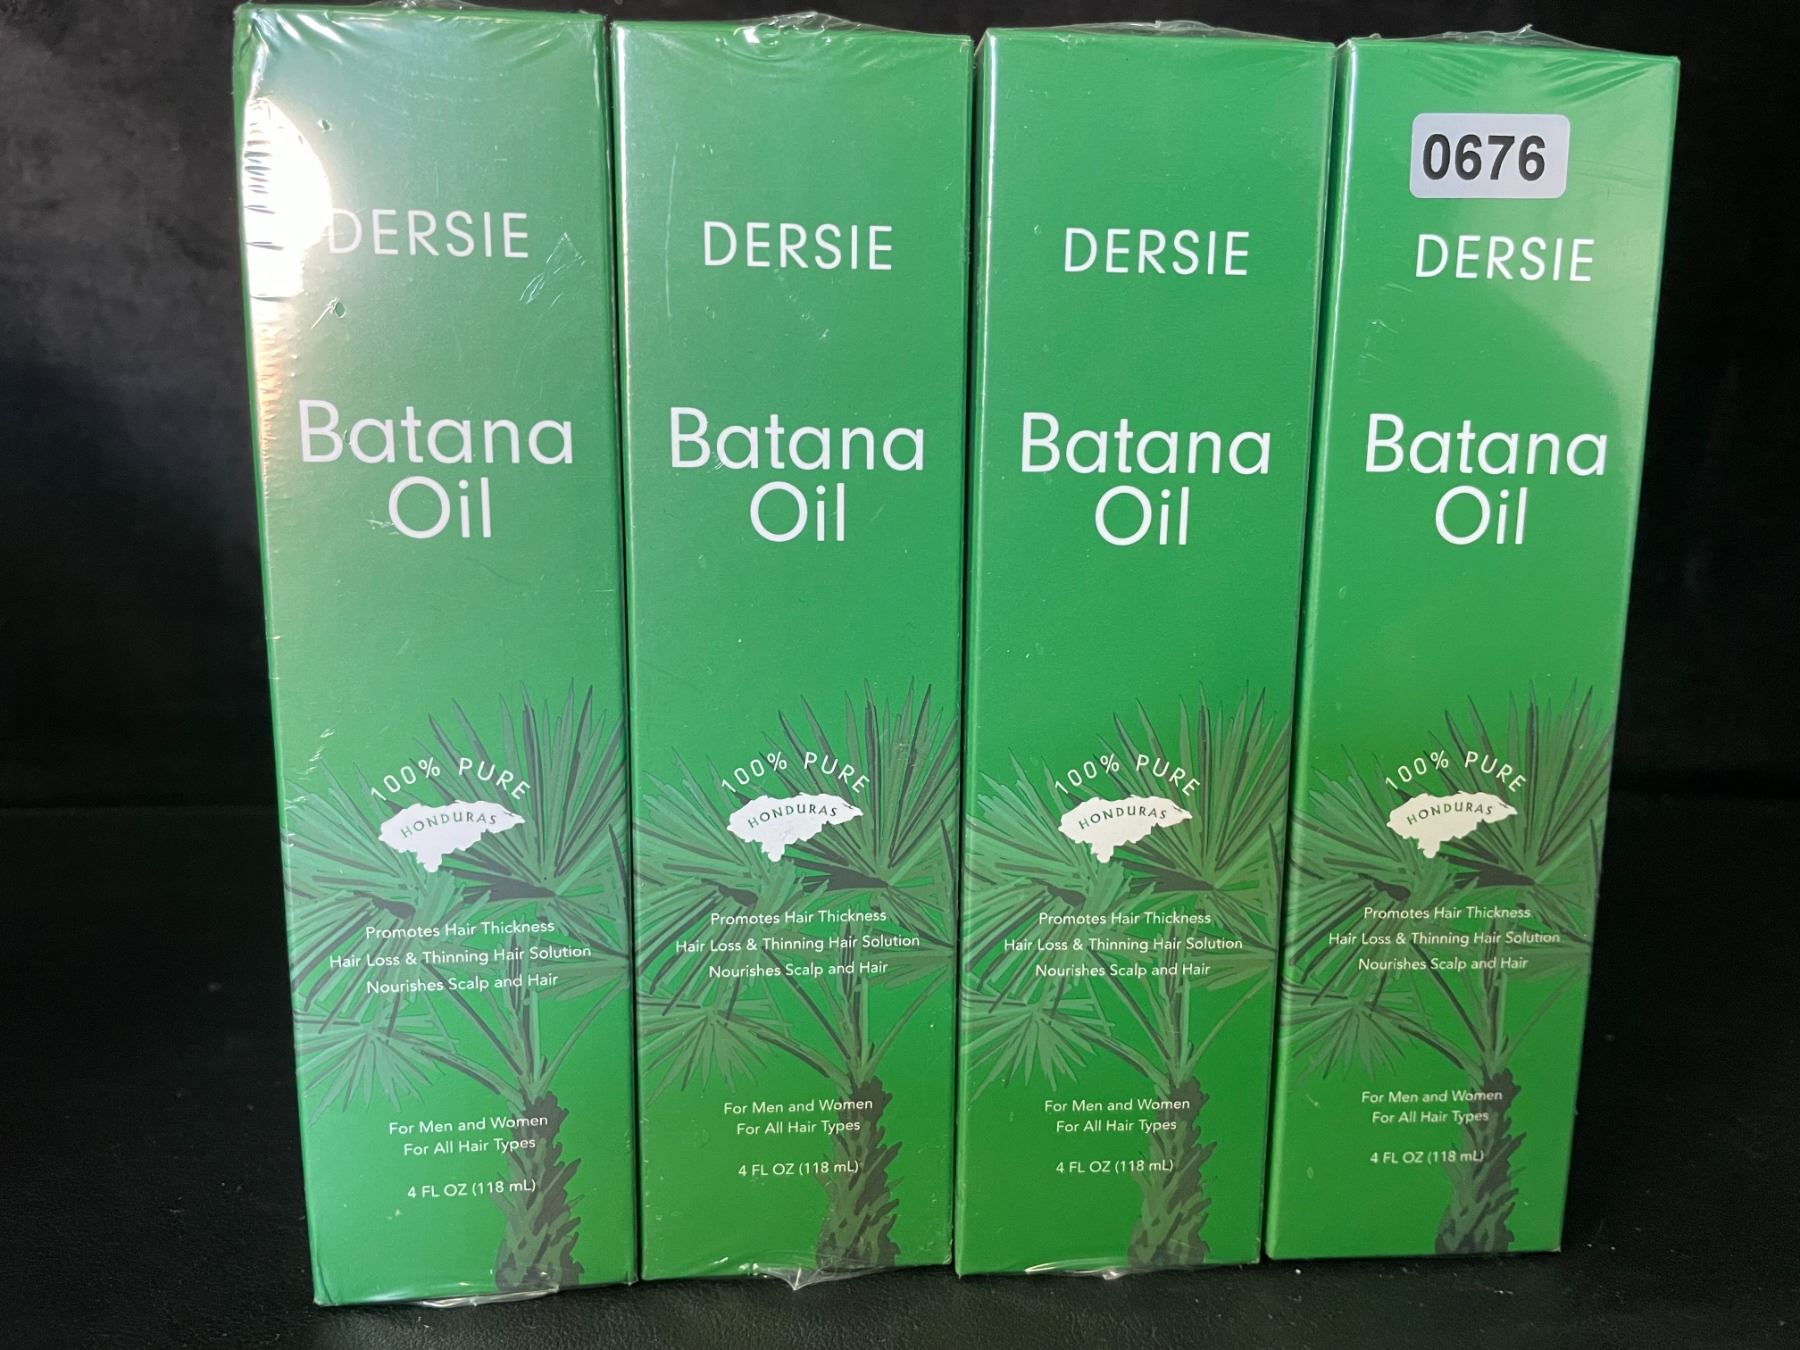 DERSIE
Batana
Oil
100% PURE
HONDURAS
Promotes Hair Thickness
Hair Loss & Thinning Hair Solution
Nourishes Scalp and Hair
For Men and Women
For All Hair Types
4 FL OZ (118 mL)
DERSIE
Batana
Oil
100% PURE
HONDURAS
Promotes Hair Thickness
Hair Loss & Thinning Hair Solution
Nourishes Scalp and Hair
For Men and Women
For All Hair Types
4 FL OZ (118 mL)
DERSIE
Batana
Oil
100% PURE
HONDURAS
Promotes Hair Thickness
Hair Loss & Thinning Hair Solution
Nourishes Scalp and Hair
For Men and Women
For All Hair Types
4 FL OZ (118 mL)
0676
DERSIE
Batana
Oil
100% PURE
HONDURAS
Promotes Hair Thickness
Hair Loss & Thinning Hair Solution
Nourishes Scalp and Hair
For Men and Women
For All Hair Types
4 FL OZ (118 mL)